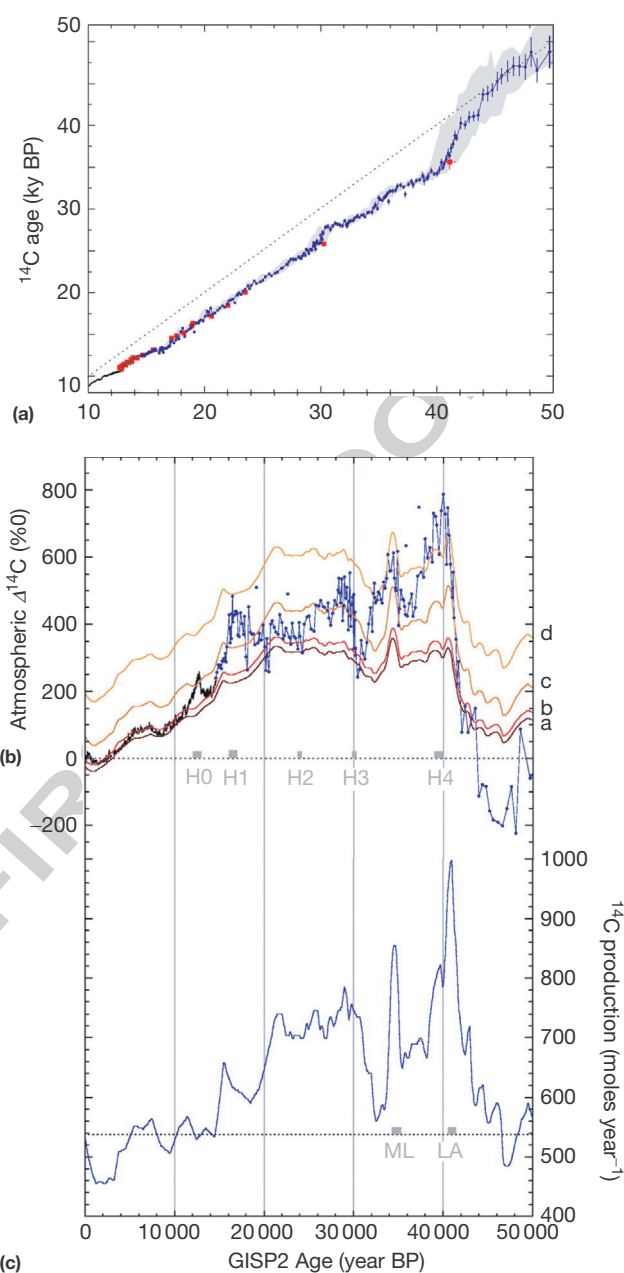 50
40
30
20
10
¹⁴C age (ky BP)
10 20 30 40 50
(a)
800
600
400
200
0
−200
Atmospheric Δ¹⁴C (%0)
d
c
b
a
(b)
H0 H1 H2 H3 H4
1000
900
800
700
600
500
400
¹⁴C production (moles year⁻¹)
ML LA
0 10 000 20 000 30 000 40 000 50 000
GISP2 Age (year BP)
(c)